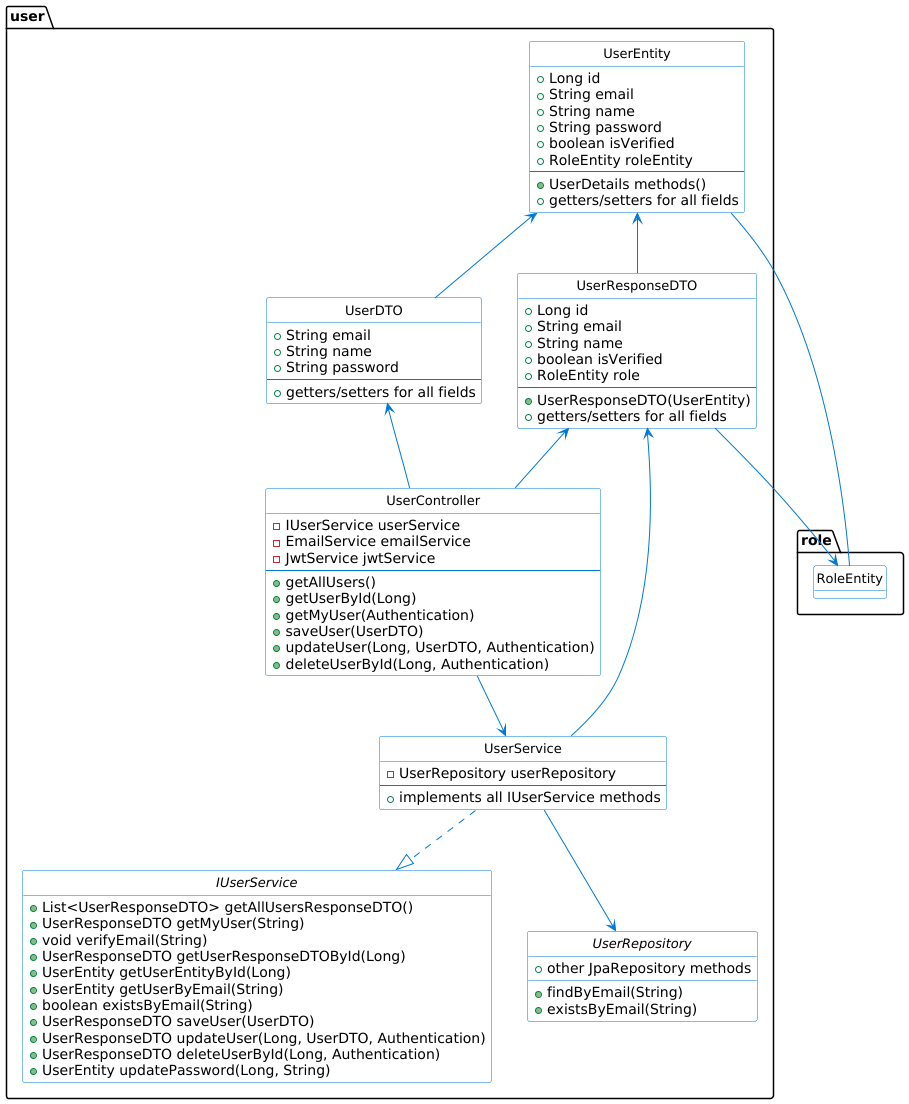 user
UserEntity
Long id
String email
String name
String password
boolean isVerified
RoleEntity roleEntity
UserDetails methods()
getters/setters for all fields
UserDTO
String email
String name
String password
getters/setters for all fields
UserResponseDTO
Long id
String email
String name
boolean isVerified
RoleEntity role
UserResponseDTO(UserEntity)
getters/setters for all fields
UserController
IUserService userService
EmailService emailService
JwtService jwtService
getAllUsers()
getUserById(Long)
getMyUser(Authentication)
saveUser(UserDTO)
updateUser(Long, UserDTO, Authentication)
deleteUserById(Long, Authentication)
role
RoleEntity
UserService
UserRepository userRepository
implements all IUserService methods
IUserService
List<UserResponseDTO> getAllUsersResponseDTO()
UserResponseDTO getMyUser(String)
void verifyEmail(String)
UserResponseDTO getUserResponseDTOById(Long)
UserEntity getUserEntityById(Long)
UserEntity getUserByEmail(String)
boolean existsByEmail(String)
UserResponseDTO saveUser(UserDTO)
UserResponseDTO updateUser(Long, UserDTO, Authentication)
UserResponseDTO deleteUserById(Long, Authentication)
UserEntity updatePassword(Long, String)
UserRepository
other JpaRepository methods
findByEmail(String)
existsByEmail(String)